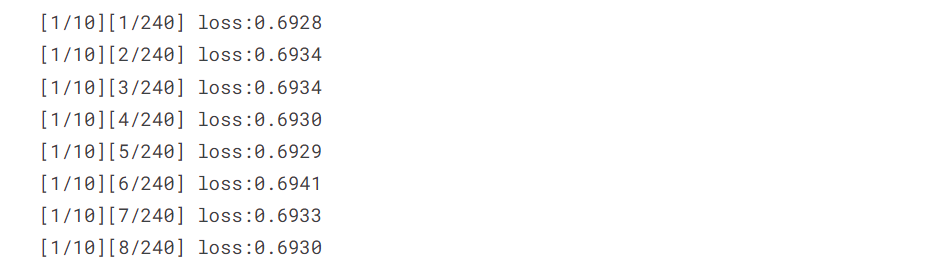 [1/10][1/240] loss:0.6928
[1/10][2/240] loss:0.6934
[1/10][3/240] loss:0.6934
[1/10][4/240] loss:0.6930
[1/10][5/240] loss:0.6929
[1/10][6/240] loss:0.6941
[1/10][7/240] loss:0.6933
[1/10][8/240] loss:0.6930